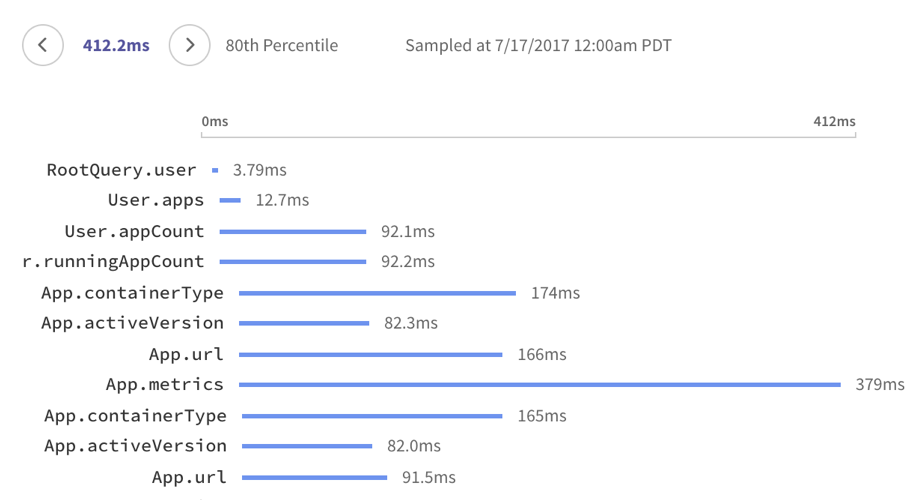 412.2ms 80th Percentile Sampled at 7/17/2017 12:00am PDT
0ms 412ms
RootQuery.user 3.79ms
User.apps 12.7ms
User.appCount 92.1ms
r.runningAppCount 92.2ms
App.containerType 174ms
App.activeVersion 82.3ms
App.url 166ms
App.metrics 379ms
App.containerType 165ms
App.activeVersion 82.0ms
App.url 91.5ms